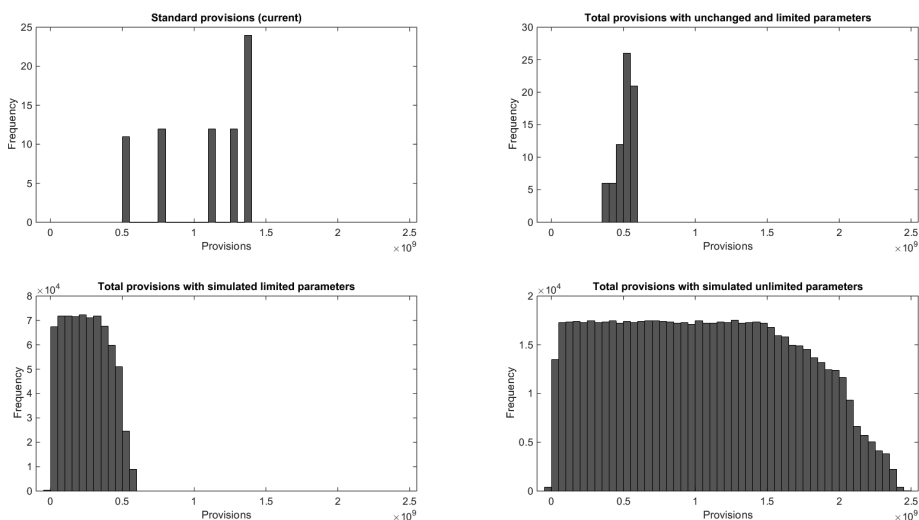 Standard provisions (current)
25
20
15
10
5
0
Frequency
0 0.5 1 1.5 2 2.5
Provisions
×10^9
Total provisions with unchanged and limited parameters
30
25
20
15
10
5
0
Frequency
0 0.5 1 1.5 2 2.5
Provisions
×10^9
Total provisions with simulated limited parameters
×10^4
8
7
6
5
4
3
2
1
0
Frequency
0 0.5 1 1.5 2 2.5
Provisions
×10^9
Total provisions with simulated unlimited parameters
×10^4
2
1.5
1
0.5
0
Frequency
0 0.5 1 1.5 2 2.5
Provisions
×10^9